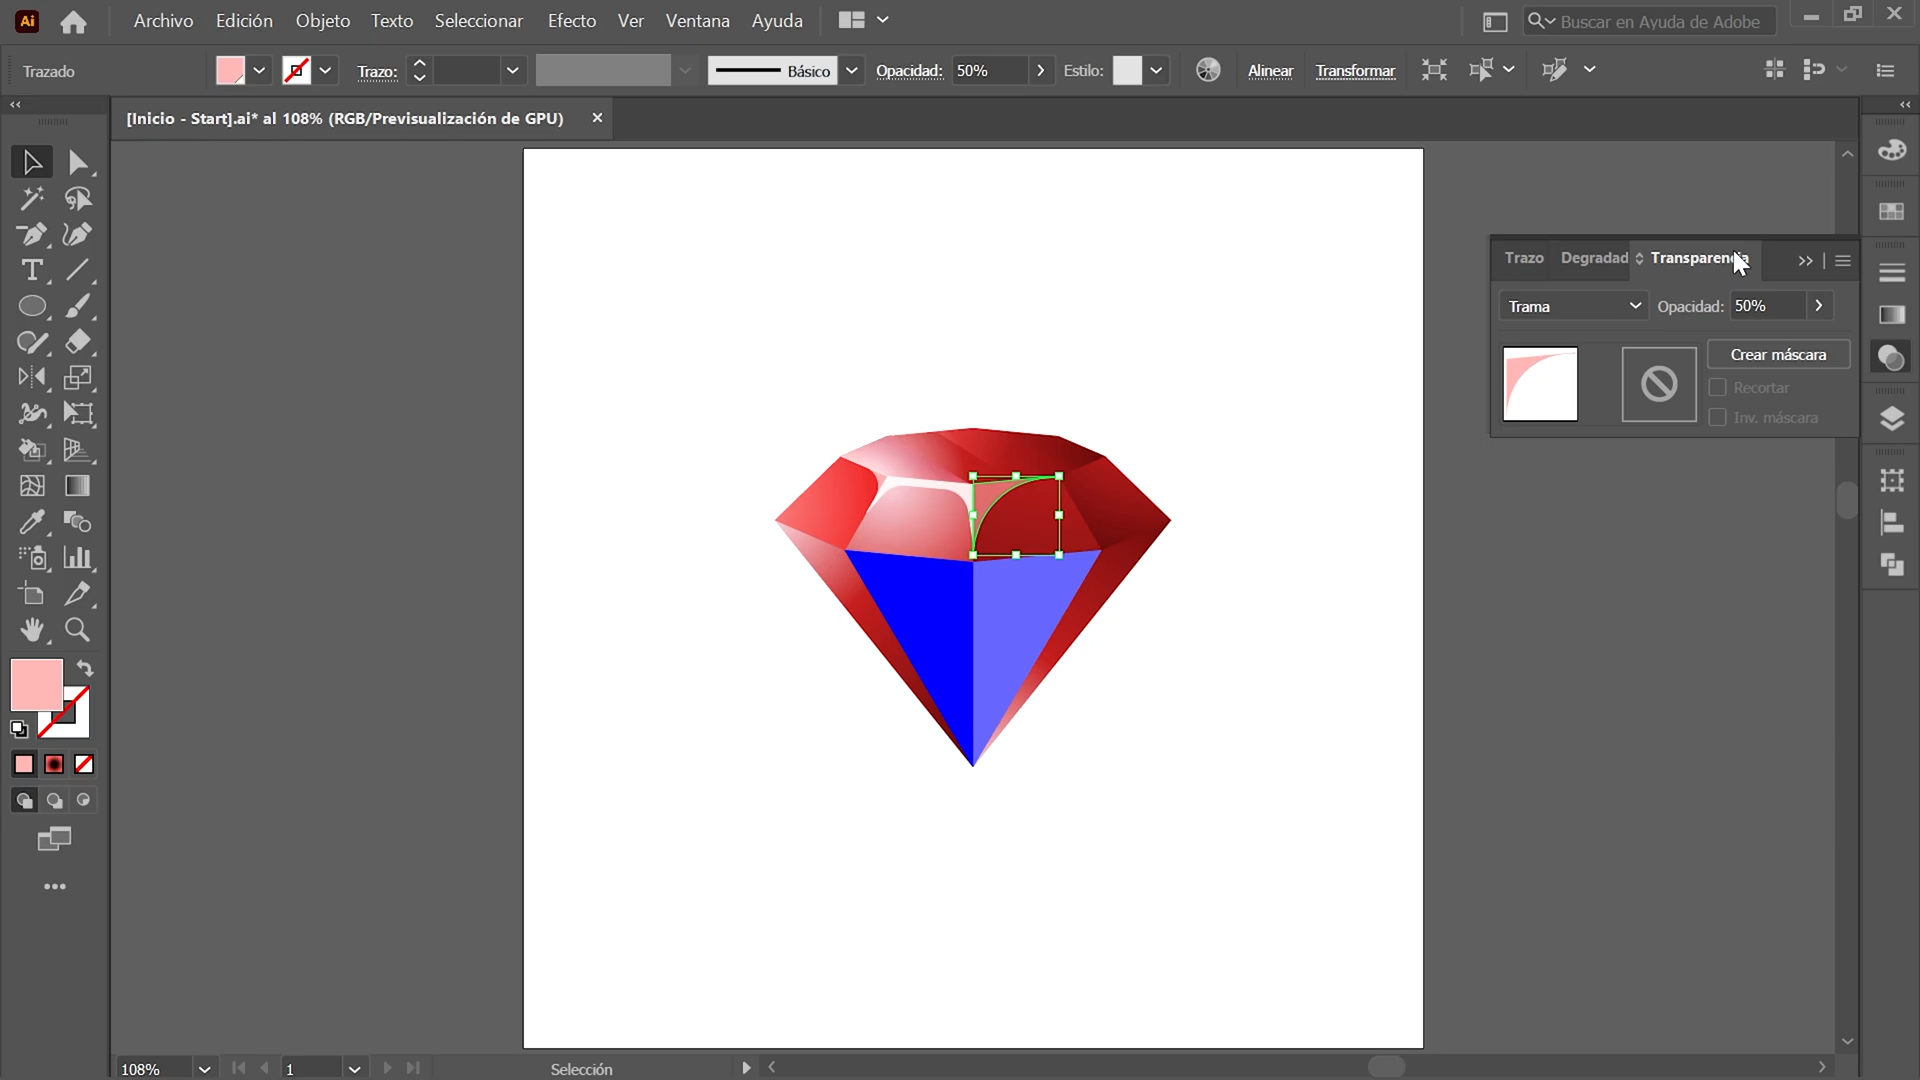 Ai Archivo Edición Objeto Texto Seleccionar Efecto Ver Ventana Ayuda Buscar en Ayuda de Adobe
Trazado Trazo: Básico Opacidad: 50% Estilo: Alinear Transformar
[Inicio - Start].ai* al 108% (RGB/Previsualización de GPU)
Trazo Degradad Transparencia
Trama Opacidad: 50%
Crear máscara
Recortar
Inv. máscara
108% 1 Selección